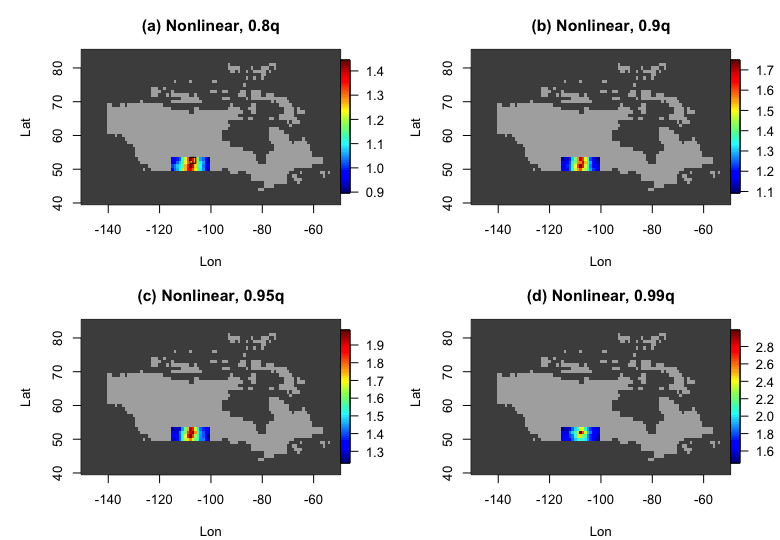 (a) Nonlinear, 0.8q
Lat
40 50 60 70 80
-140 -120 -100 -80 -60
Lon
0.9 1.0 1.1 1.2 1.3 1.4
(b) Nonlinear, 0.9q
Lat
40 50 60 70 80
-140 -120 -100 -80 -60
Lon
1.1 1.2 1.3 1.4 1.5 1.6 1.7
(c) Nonlinear, 0.95q
Lat
40 50 60 70 80
-140 -120 -100 -80 -60
Lon
1.3 1.4 1.5 1.6 1.7 1.8 1.9
(d) Nonlinear, 0.99q
Lat
40 50 60 70 80
-140 -120 -100 -80 -60
Lon
1.6 1.8 2.0 2.2 2.4 2.6 2.8